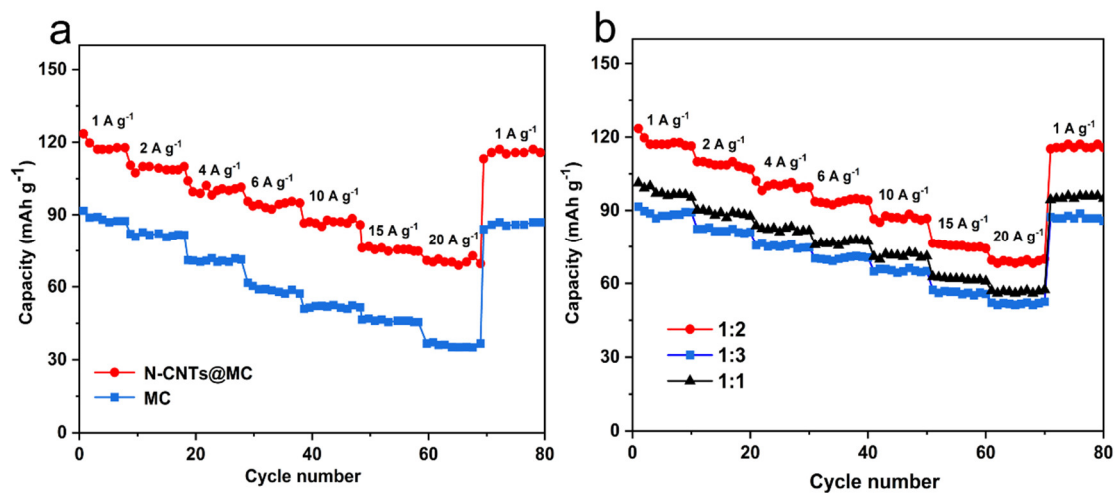 a
150
120
90
60
30
0
Capacity (mAh g⁻¹)
1 A g⁻¹
2 A g⁻¹
4 A g⁻¹
6 A g⁻¹
10 A g⁻¹
15 A g⁻¹
20 A g⁻¹
1 A g⁻¹
N-CNTs@MC
MC
0 20 40 60 80
Cycle number
b
150
120
90
60
30
0
Capacity (mAh g⁻¹)
1 A g⁻¹
2 A g⁻¹
4 A g⁻¹
6 A g⁻¹
10 A g⁻¹
15 A g⁻¹
20 A g⁻¹
1 A g⁻¹
1:2
1:3
1:1
0 20 40 60 80
Cycle number